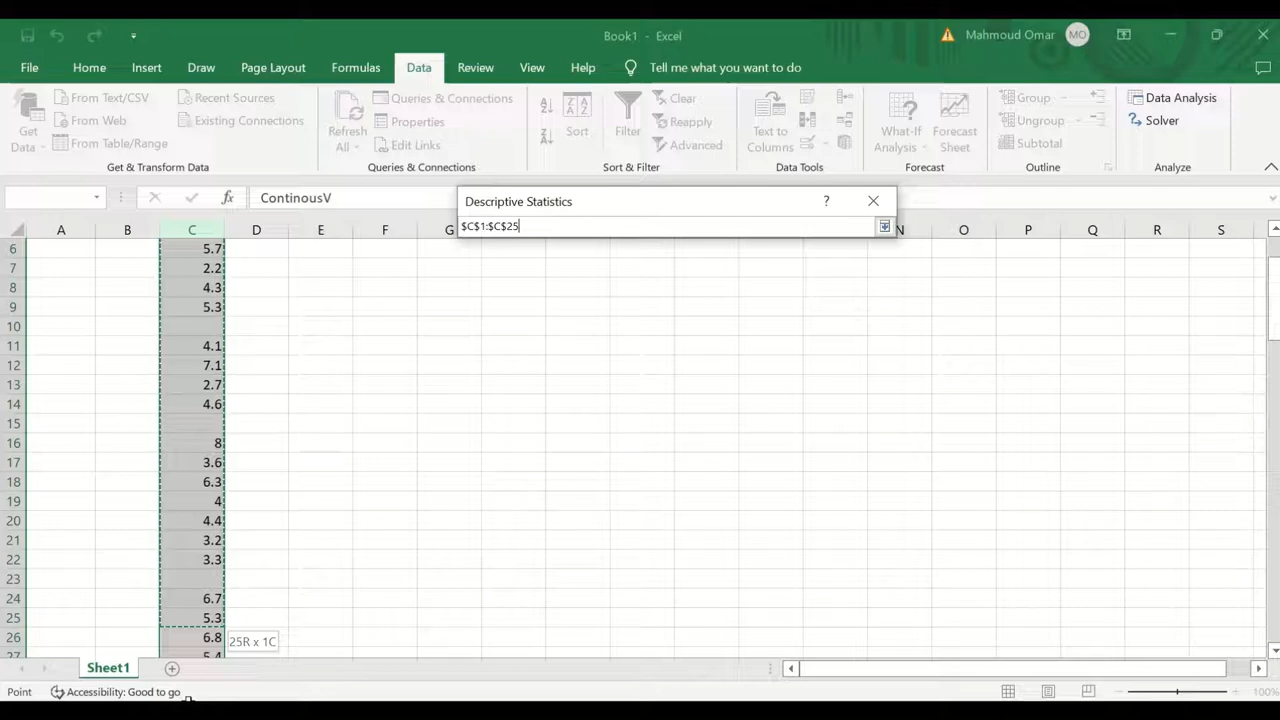 Book1 - Excel
Mahmoud Omar
MO
File
Home
Insert
Draw
Page Layout
Formulas
Data
Review
View
Help
Tell me what you want to do
Get
Data
From Text/CSV
From Web
From Table/Range
Recent Sources
Existing Connections
Get & Transform Data
Refresh
All
Queries & Connections
Properties
Edit Links
Queries & Connections
Sort
Filter
Clear
Reapply
Advanced
Sort & Filter
Text to
Columns
Data Tools
What-If
Analysis
Forecast
Sheet
Forecast
Group
Ungroup
Subtotal
Outline
Data Analysis
Solver
Analyze
fx
ContinousV
Descriptive Statistics
?
$C$1:$C$25
A B C D E F G N O P Q R S
6 5.7
7 2.2
8 4.3
9 5.3
10
11 4.1
12 7.1
13 2.7
14 4.6
15
16 8
17 3.6
18 6.3
19 4
20 4.4
21 3.2
22 3.3
23
24 6.7
25 5.3
26 6.8
25R x 1C
27 5.4
Sheet1
Point
Accessibility: Good to go
100%